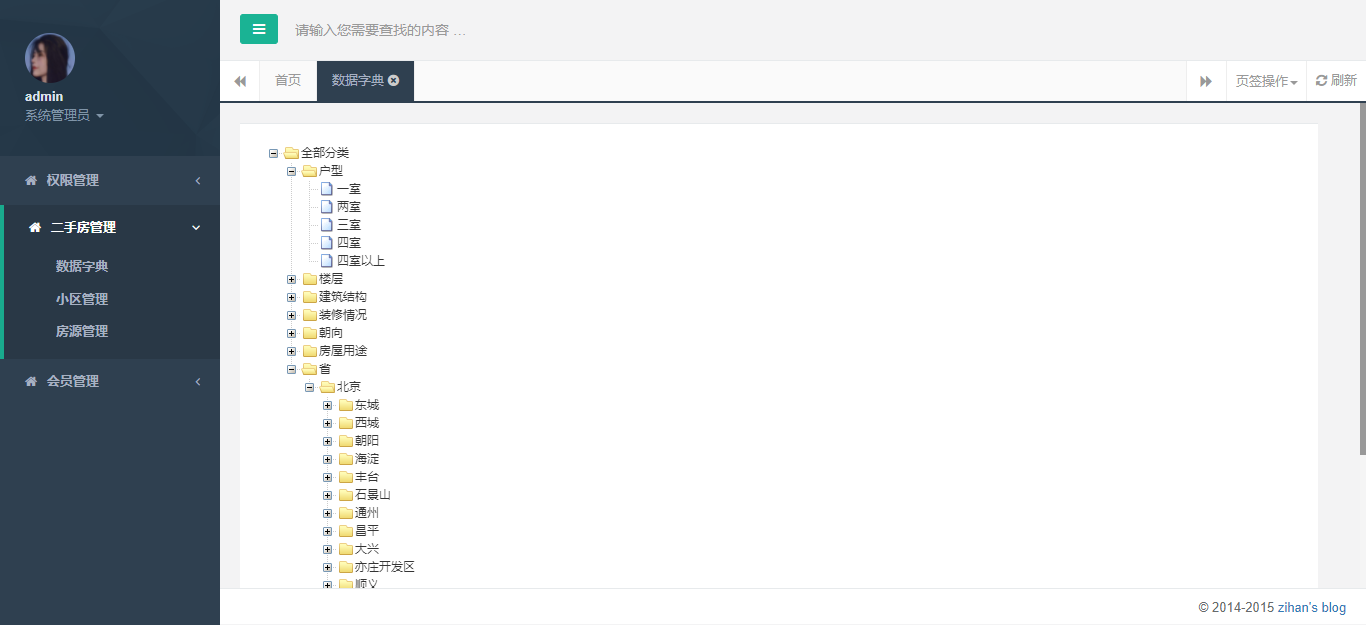 admin
系统管理员
权限管理
二手房管理
数据字典
小区管理
房源管理
会员管理
请输入您需要查找的内容 …
首页
数据字典
页签操作
刷新
全部分类
户型
一室
两室
三室
四室
四室以上
楼层
建筑结构
装修情况
朝向
房屋用途
省
北京
东城
西城
朝阳
海淀
丰台
石景山
通州
昌平
大兴
亦庄开发区
顺义
© 2014-2015 zihan's blog